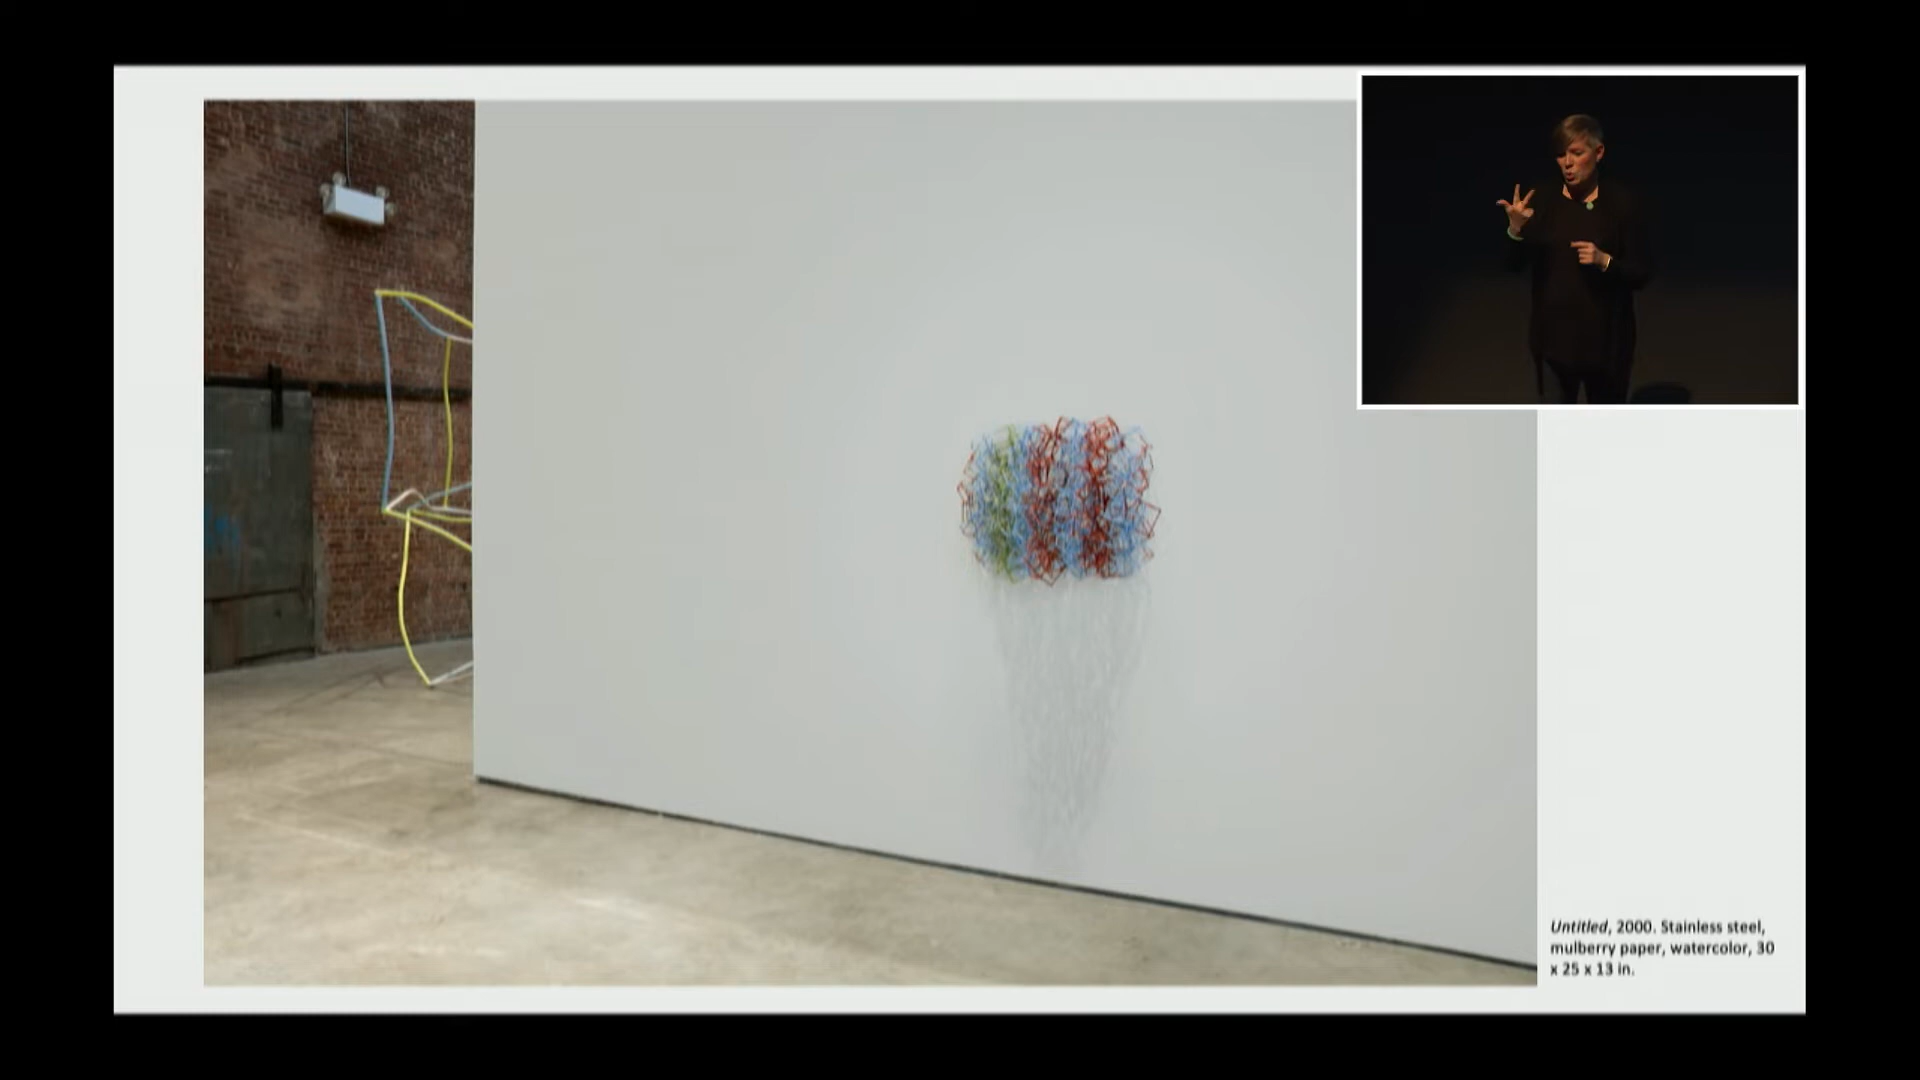 Untitled, 2000. Stainless steel,
mulberry paper, watercolor, 30
x 25 x 13 in.